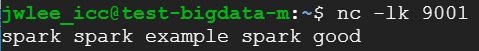 jwlee_icc@test-bigdata-m:~$ nc -lk 9001
spark spark example spark good